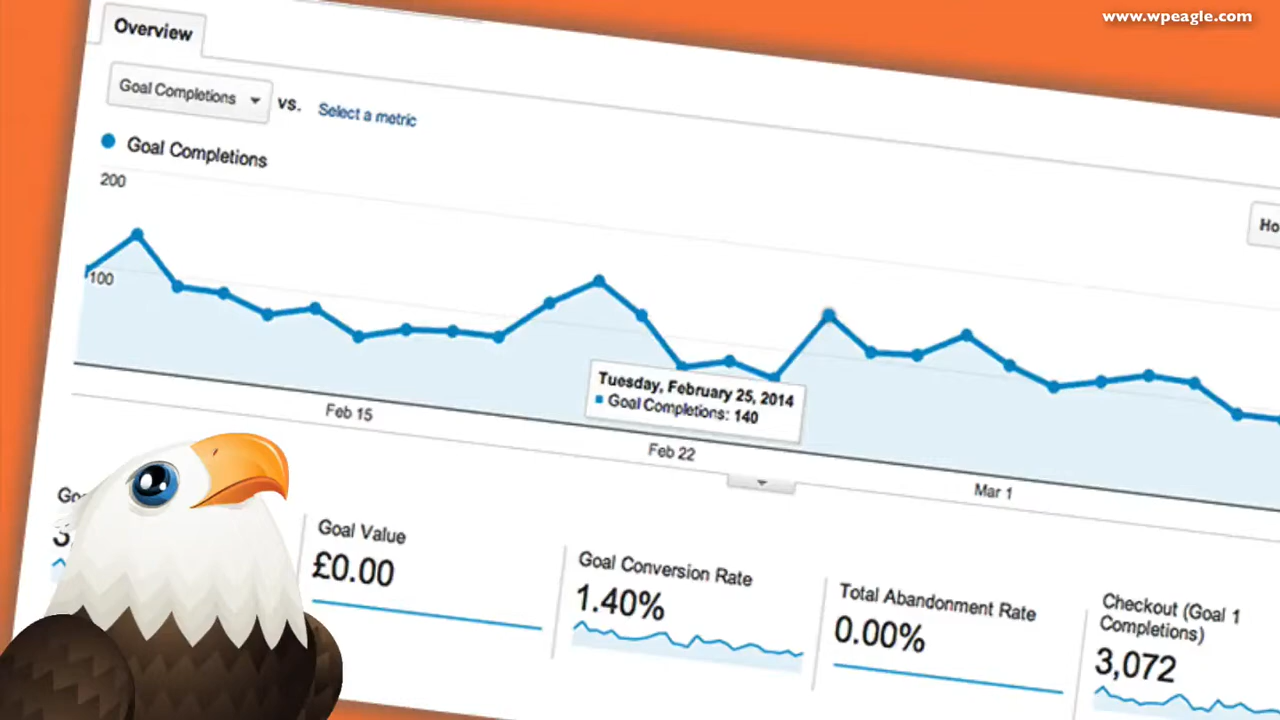 www.wpeagle.com
Overview
Goal Completions vs. Select a metric
Goal Completions
200
100
Tuesday, February 25, 2014
Goal Completions: 140
Feb 15
Feb 22
Mar 1
Goal Value
£0.00
Goal Conversion Rate
1.40%
Total Abandonment Rate
0.00%
Checkout (Goal 1
Completions)
3,072